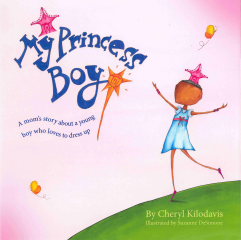 My Princess
Boy
A mom's story about a young
boy who loves to dress up
By Cheryl Kilodavis
Illustrated by Suzanne DeSimone